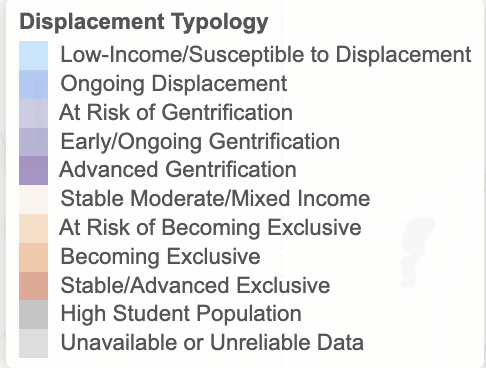 Displacement Typology
Low-Income/Susceptible to Displacement
Ongoing Displacement
At Risk of Gentrification
Early/Ongoing Gentrification
Advanced Gentrification
Stable Moderate/Mixed Income
At Risk of Becoming Exclusive
Becoming Exclusive
Stable/Advanced Exclusive
High Student Population
Unavailable or Unreliable Data